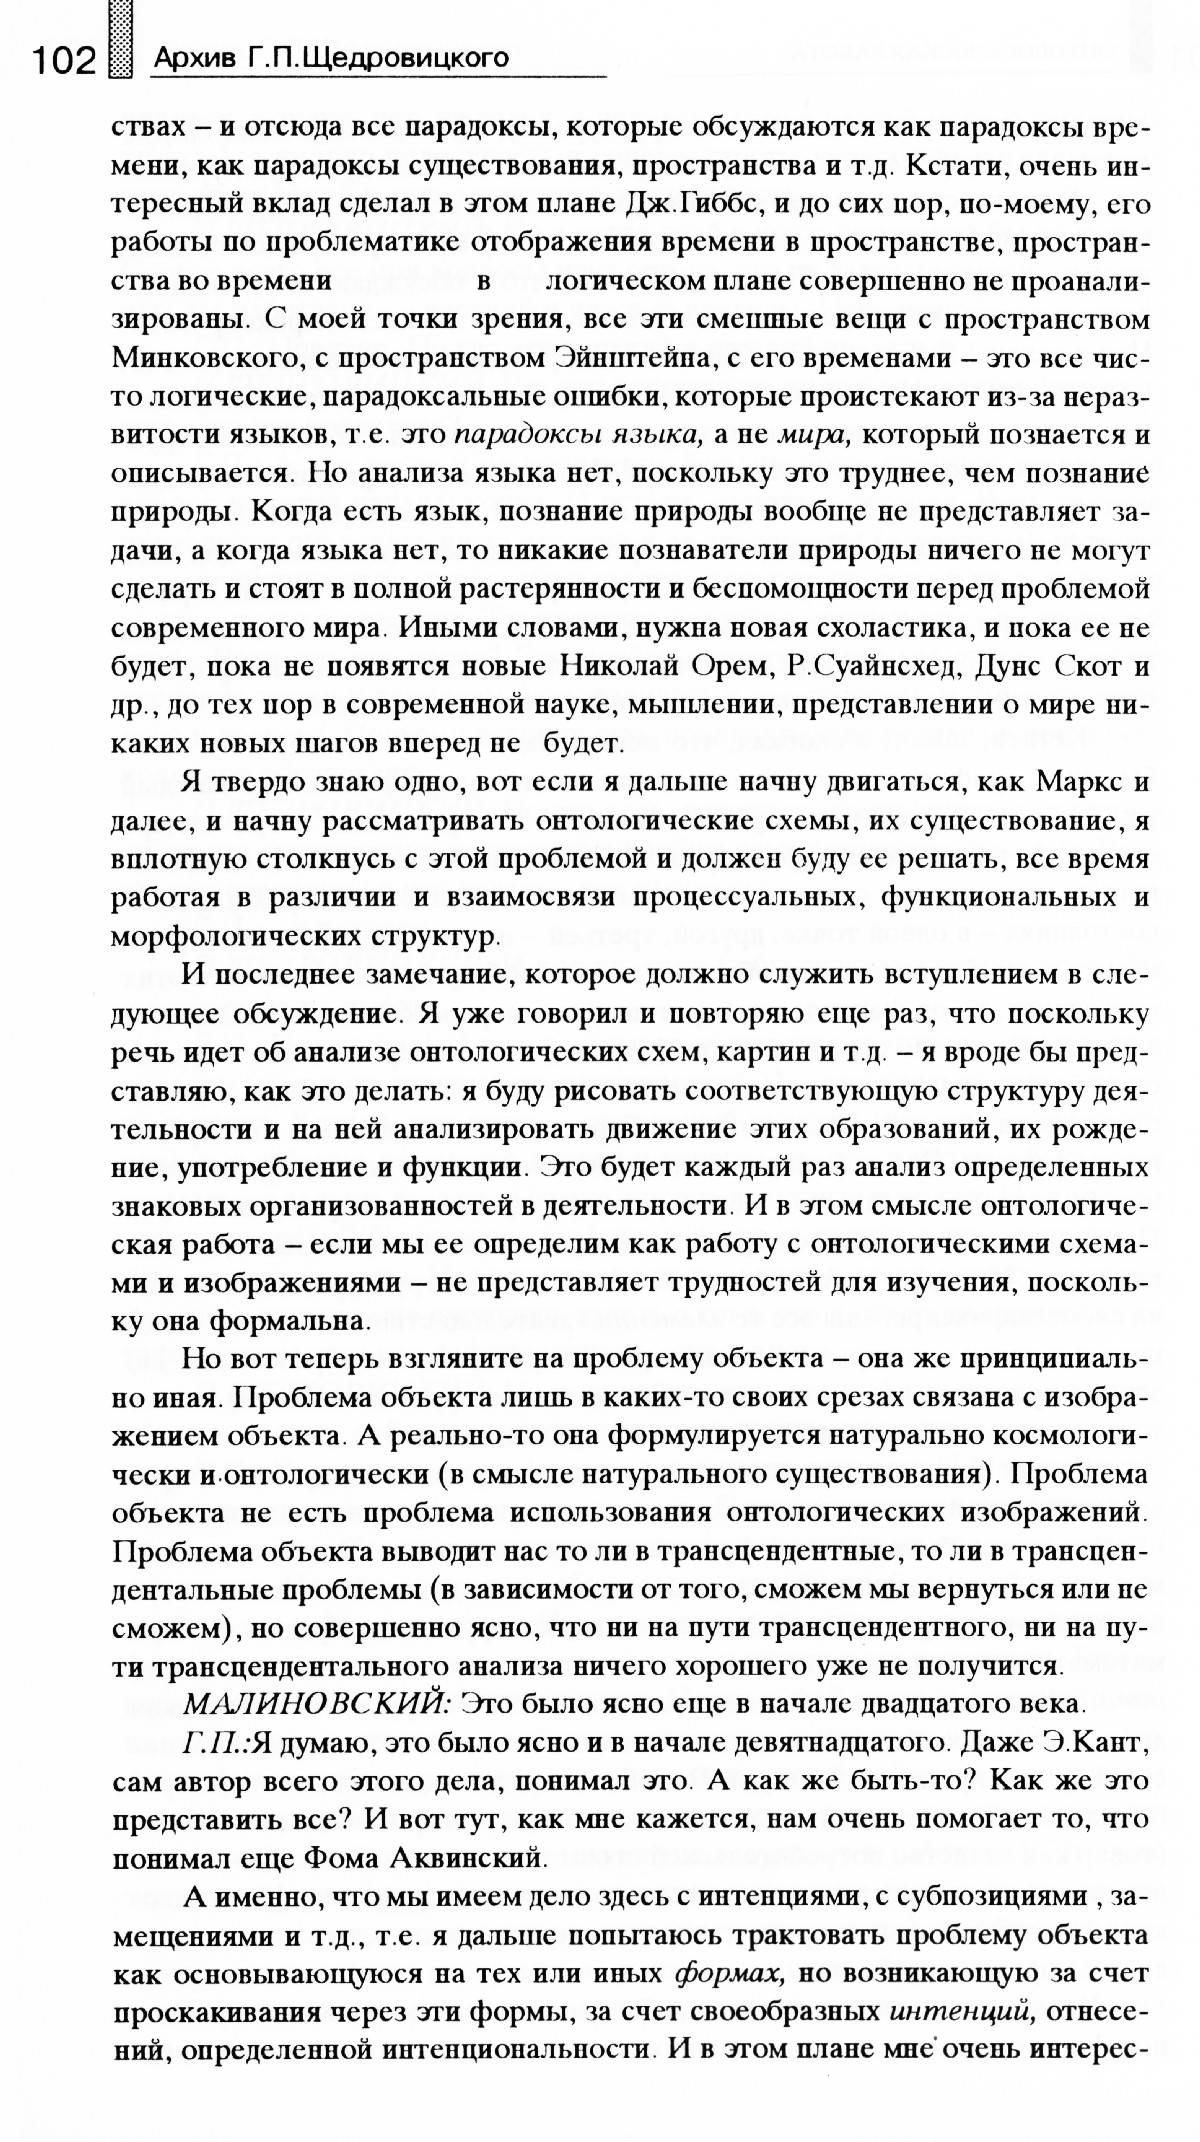 102 Архив Г.П.Щедровицкого
ствах – и отсюда все парадоксы, которые обсуждаются как парадоксы вре-
мени, как парадоксы существования, пространства и т.д. Кстати, очень ин-
тересный вклад сделал в этом плане Дж.Гиббс, и до сих пор, по-моему, его
работы по проблематике отображения времени в пространстве, простран-
ства во времени в логическом плане совершенно не проанали-
зированы. С моей точки зрения, все эти смешные вещи с пространством
Минковского, с пространством Эйнштейна, с его временами – это все чис-
то логические, парадоксальные ошибки, которые проистекают из-за нераз-
витости языков, т.е. это парадоксы языка, а не мира, который познается и
описывается. Но анализа языка нет, поскольку это труднее, чем познание
природы. Когда есть язык, познание природы вообще не представляет за-
дачи, а когда языка нет, то никакие познаватели природы ничего не могут
сделать и стоят в полной растерянности и беспомощности перед проблемой
современного мира. Иными словами, нужна новая схоластика, и пока ее не
будет, пока не появятся новые Николай Орем, Р.Суайнсхед, Дунс Скот и
др., до тех пор в современной науке, мышлении, представлении о мире ни-
каких новых шагов вперед не будет.
Я твердо знаю одно, вот если я дальше начну двигаться, как Маркс и
далее, и начну рассматривать онтологические схемы, их существование, я
вплотную столкнусь с этой проблемой и должен буду ее решать, все время
работая в различии и взаимосвязи процессуальных, функциональных и
морфологических структур.
И последнее замечание, которое должно служить вступлением в сле-
дующее обсуждение. Я уже говорил и повторяю еще раз, что поскольку
речь идет об анализе онтологических схем, картин и т.д. – я вроде бы пред-
ставляю, как это делать: я буду рисовать соответствующую структуру дея-
тельности и на ней анализировать движение этих образований, их рожде-
ние, употребление и функции. Это будет каждый раз анализ определенных
знаковых организованностей в деятельности. И в этом смысле онтологиче-
ская работа – если мы ее определим как работу с онтологическими схема-
ми и изображениями – не представляет трудностей для изучения, посколь-
ку она формальна.
Но вот теперь взгляните на проблему объекта – она же принципиаль-
но иная. Проблема объекта лишь в каких-то своих срезах связана с изобра-
жением объекта. А реально-то она формулируется натурально космологи-
чески и онтологически (в смысле натурального существования). Проблема
объекта не есть проблема использования онтологических изображений.
Проблема объекта выводит нас то ли в трансцендентные, то ли в трансцен-
дентальные проблемы (в зависимости от того, сможем мы вернуться или не
сможем), но совершенно ясно, что ни на пути трансцендентного, ни на пу-
ти трансцендентального анализа ничего хорошего уже не получится.
МАЛИНОВСКИЙ: Это было ясно еще в начале двадцатого века.
Г.П.:Я думаю, это было ясно и в начале девятнадцатого. Даже Э.Кант,
сам автор всего этого дела, понимал это. А как же быть-то? Как же это
представить все? И вот тут, как мне кажется, нам очень помогает то, что
понимал еще Фома Аквинский.
А именно, что мы имеем дело здесь с интенциями, с субпозициями , за-
мещениями и т.д., т.е. я дальше попытаюсь трактовать проблему объекта
как основывающуюся на тех или иных формах, но возникающую за счет
проскакивания через эти формы, за счет своеобразных интенций, отнесе-
ний, определенной интенциональности. И в этом плане мне очень интерес-